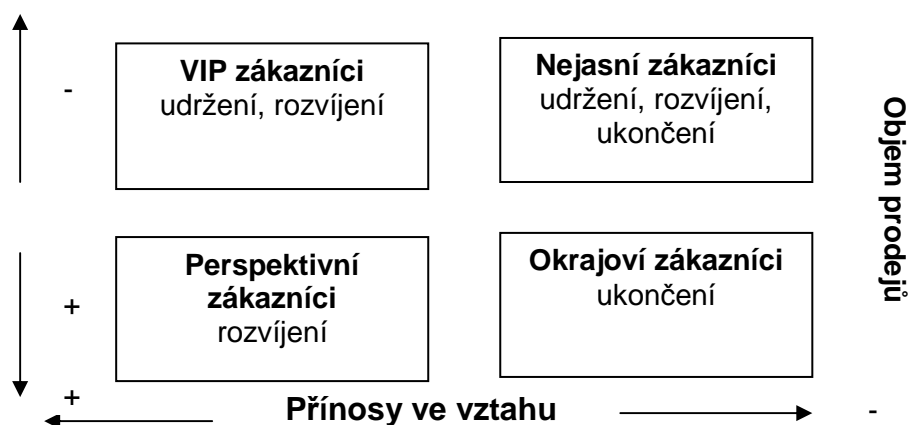 -
VIP zákazníci
udržení, rozvíjení
Nejasní zákazníci
udržení, rozvíjení,
ukončení
Objem prodejů
+
Perspektivní
zákazníci
rozvíjení
Okrajoví zákazníci
ukončení
+
Přínosy ve vztahu
-